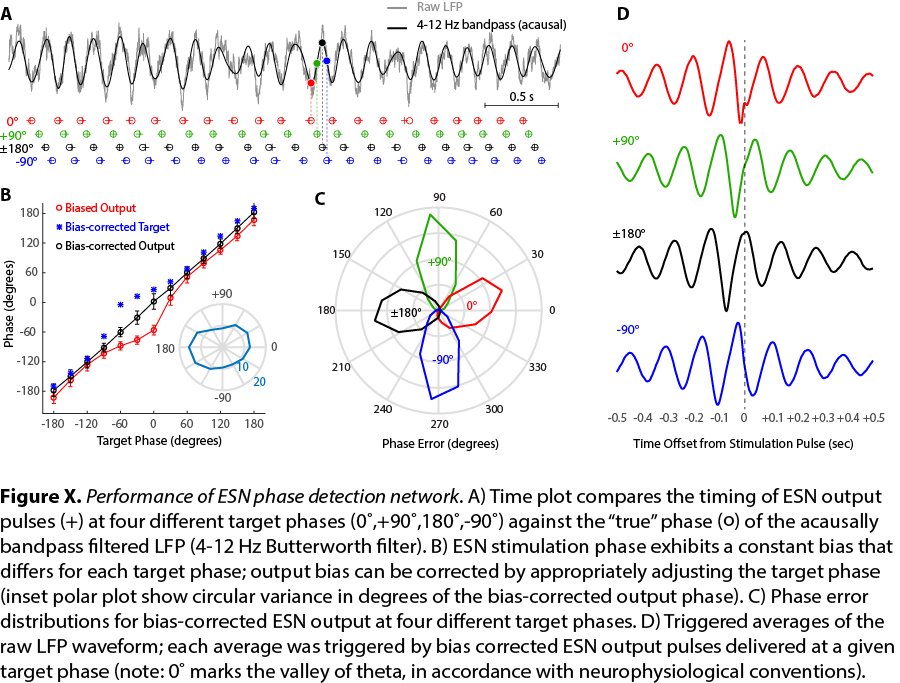 A
Raw LFP
4-12 Hz bandpass (acausal)
0.5 s
0°
+90°
±180°
-90°
B
180
120
60
0
-60
-120
-180
Phase (degrees)
Biased Output
Bias-corrected Target
Bias-corrected Output
+90
180
0
10
20
-90
-180 -120 -60 0 60 120 180
Target Phase (degrees)
C
90
120 60
150 30
180 0
210 330
240 300
270
+90°
0°
±180°
-90°
Phase Error (degrees)
D
0°
+90°
±180°
-90°
-0.5 -0.4 -0.3 -0.2 -0.1 0 +0.1 +0.2 +0.3 +0.4 +0.5
Time Offset from Stimulation Pulse (sec)
Figure X. Performance of ESN phase detection network. A) Time plot compares the timing of ESN output
pulses (+) at four different target phases (0˚,+90˚,180˚,-90˚) against the “true” phase (o) of the acausally
bandpass filtered LFP (4-12 Hz Butterworth filter). B) ESN stimulation phase exhibits a constant bias that
differs for each target phase; output bias can be corrected by appropriately adjusting the target phase
(inset polar plot show circular variance in degrees of the bias-corrected output phase). C) Phase error
distributions for bias-corrected ESN output at four different target phases. D) Triggered averages of the
raw LFP waveform; each average was triggered by bias corrected ESN output pulses delivered at a given
target phase (note: 0˚ marks the valley of theta, in accordance with neurophysiological conventions).